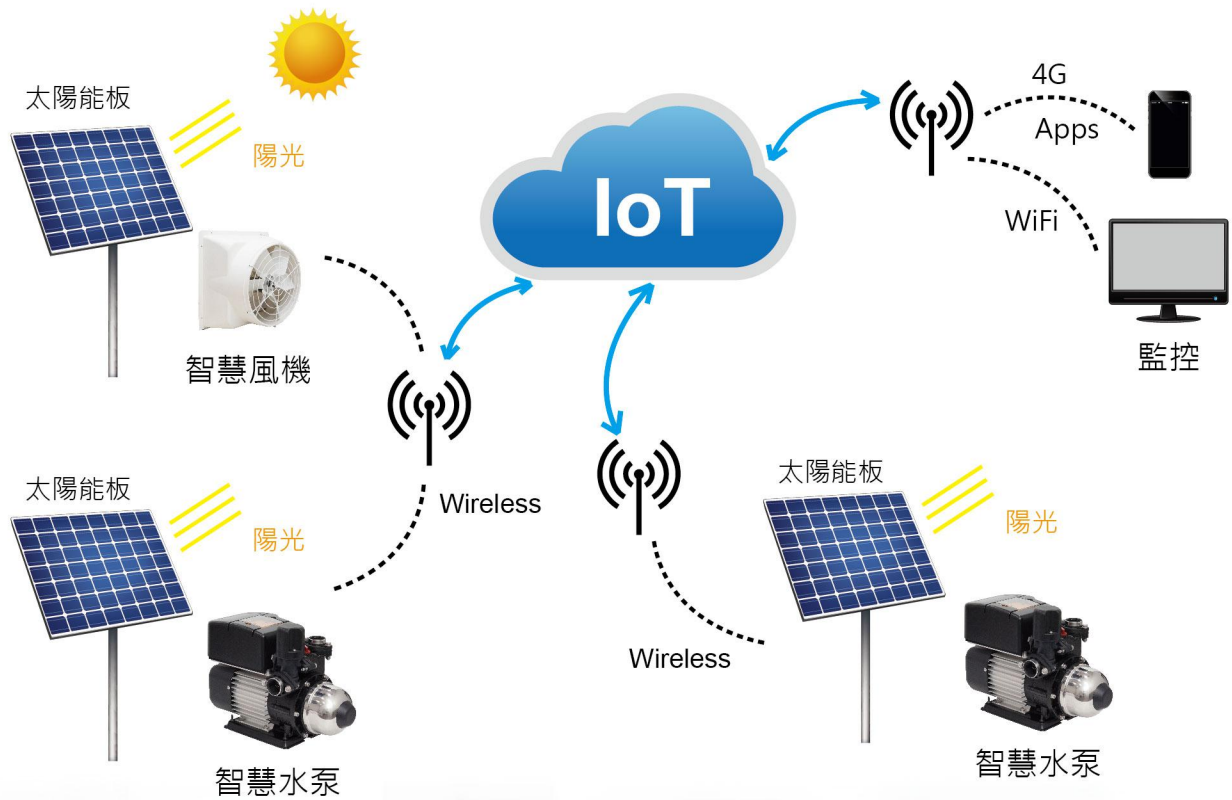 太陽能板
陽光
智慧風機
IoT
4G
Apps
WiFi
監控
太陽能板
陽光
Wireless
智慧水泵
太陽能板
陽光
Wireless
智慧水泵